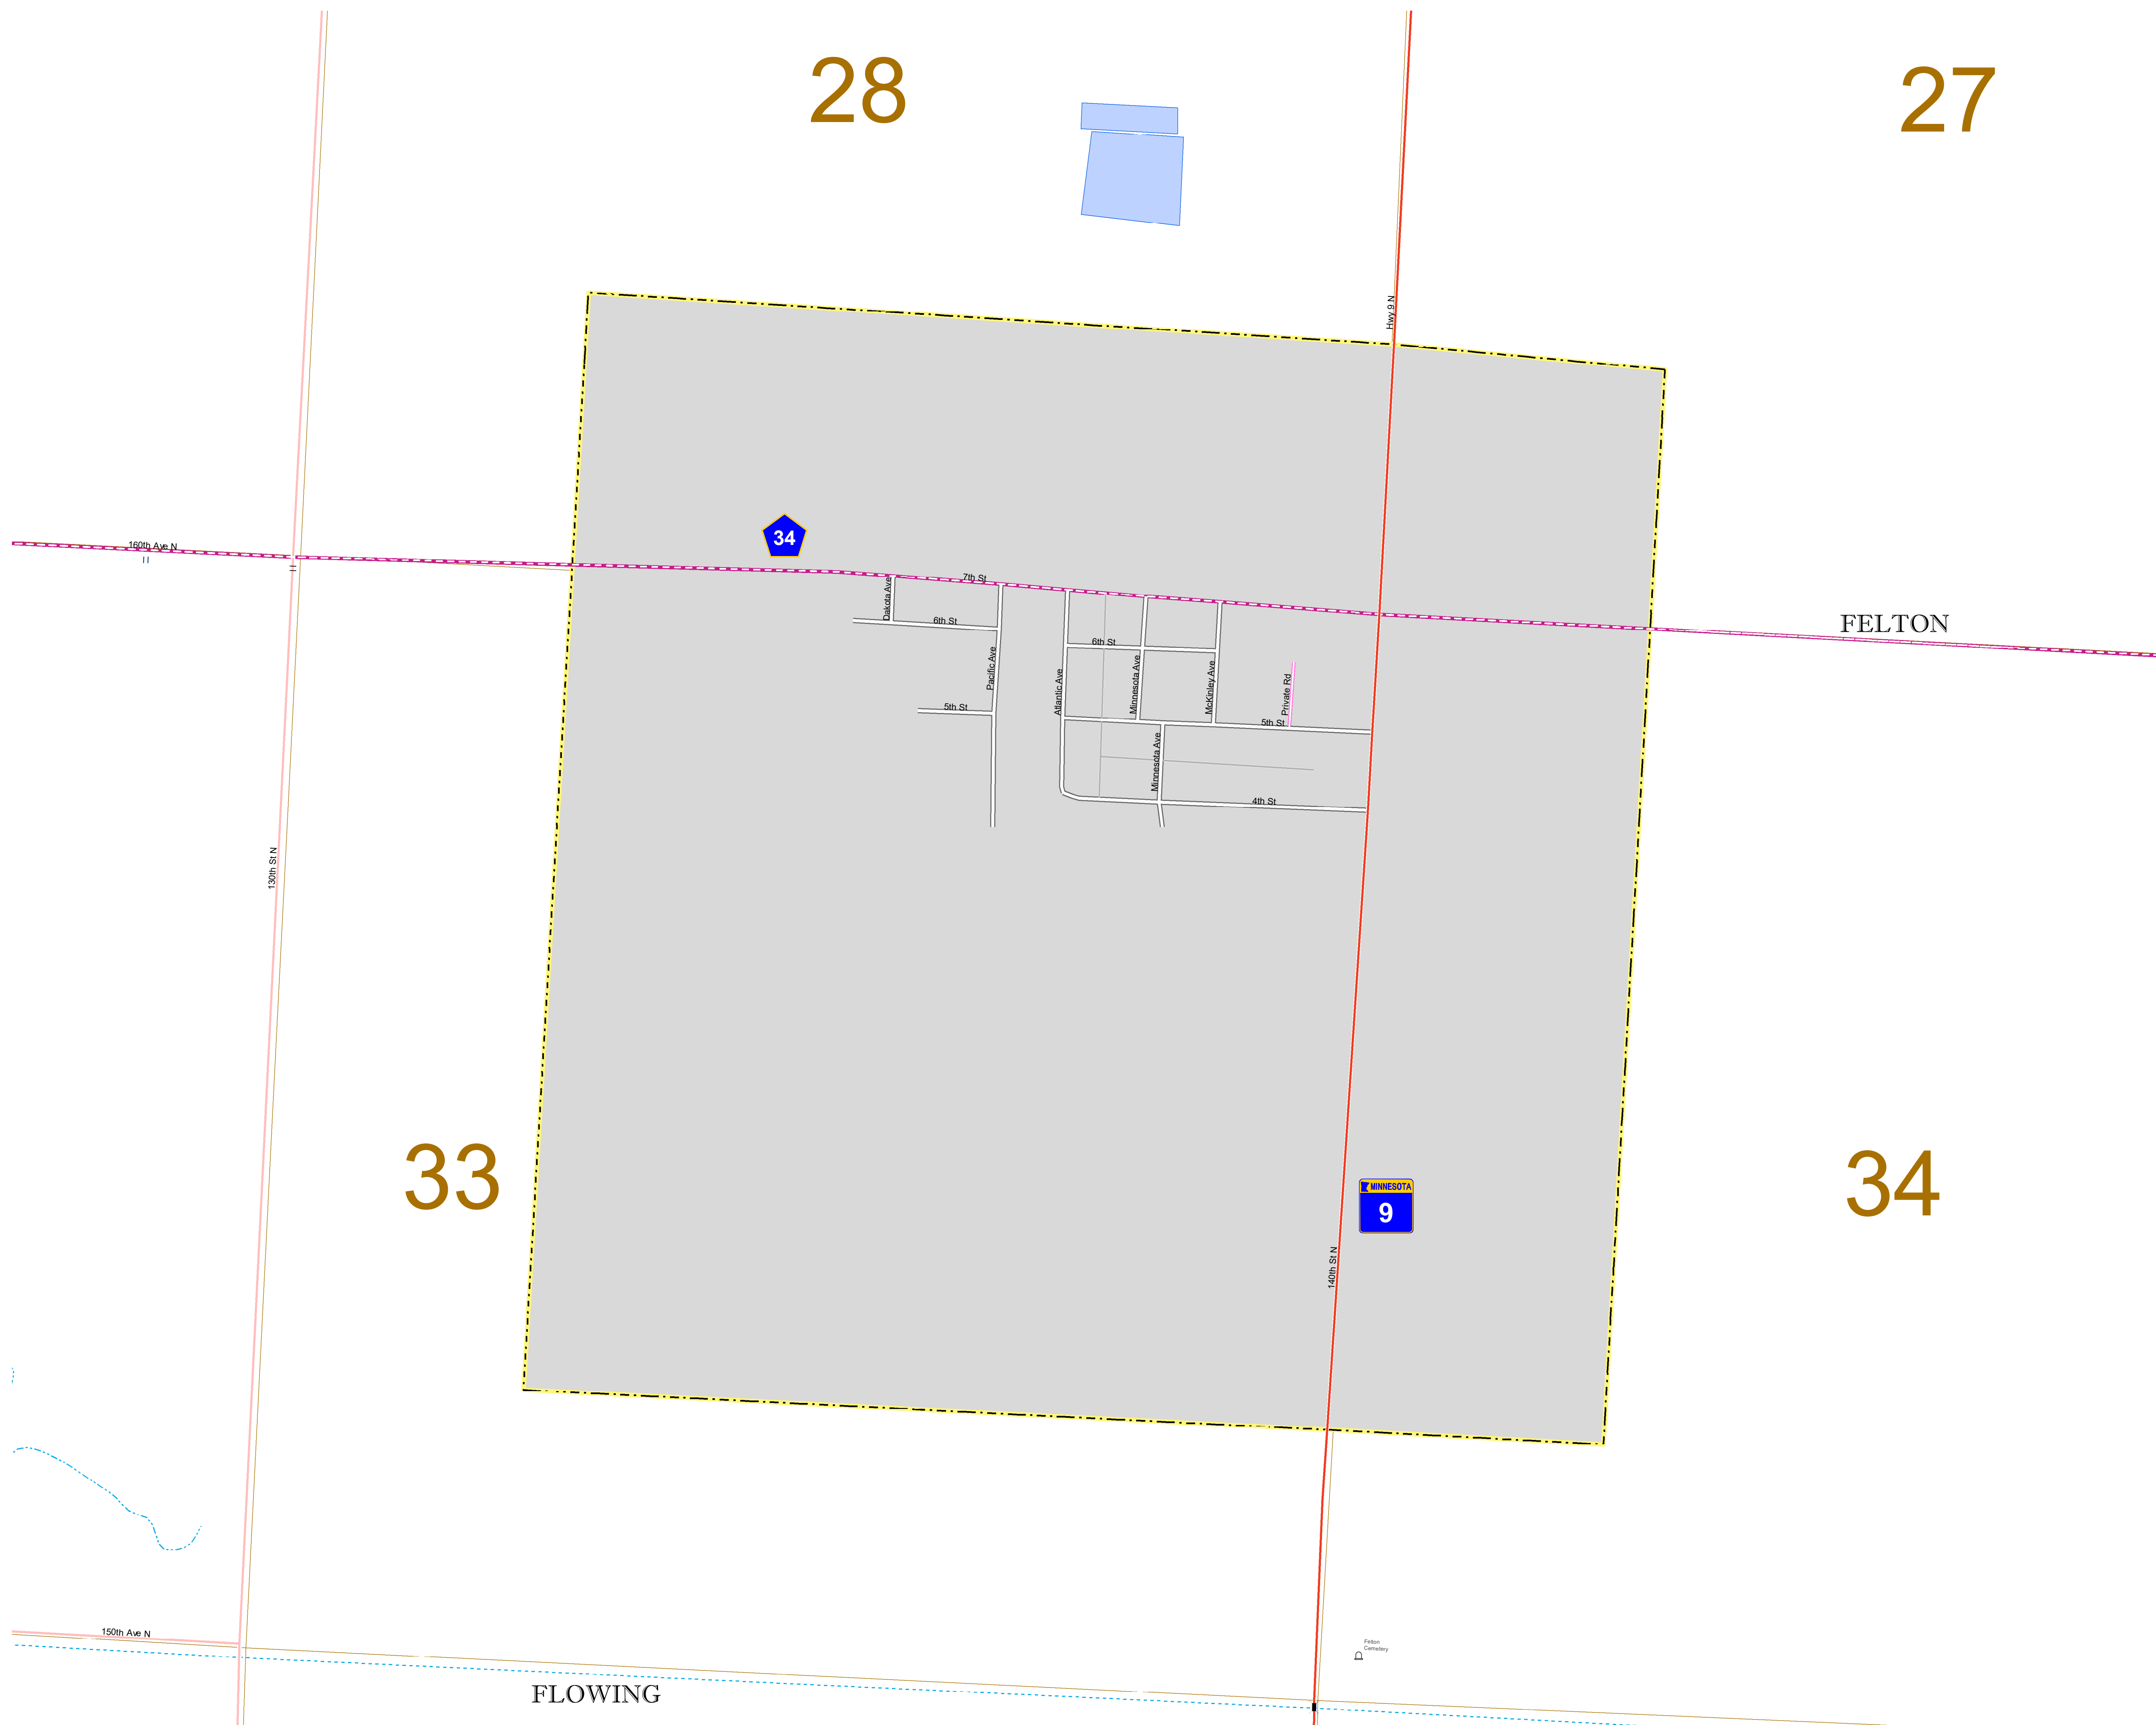 28
27
Hwy 9 N
34
160th Ave N
7th St
Dakota Ave
6th St
FELTON
6th St
Pacific Ave
Atlantic Ave
Minnesota Ave
McKinley Ave
Private Rd
5th St
5th St
Minnesota Ave
4th St
130th St N
33
34
MINNESOTA
9
140th St N
150th Ave N
Felton
Cemetery
FLOWING